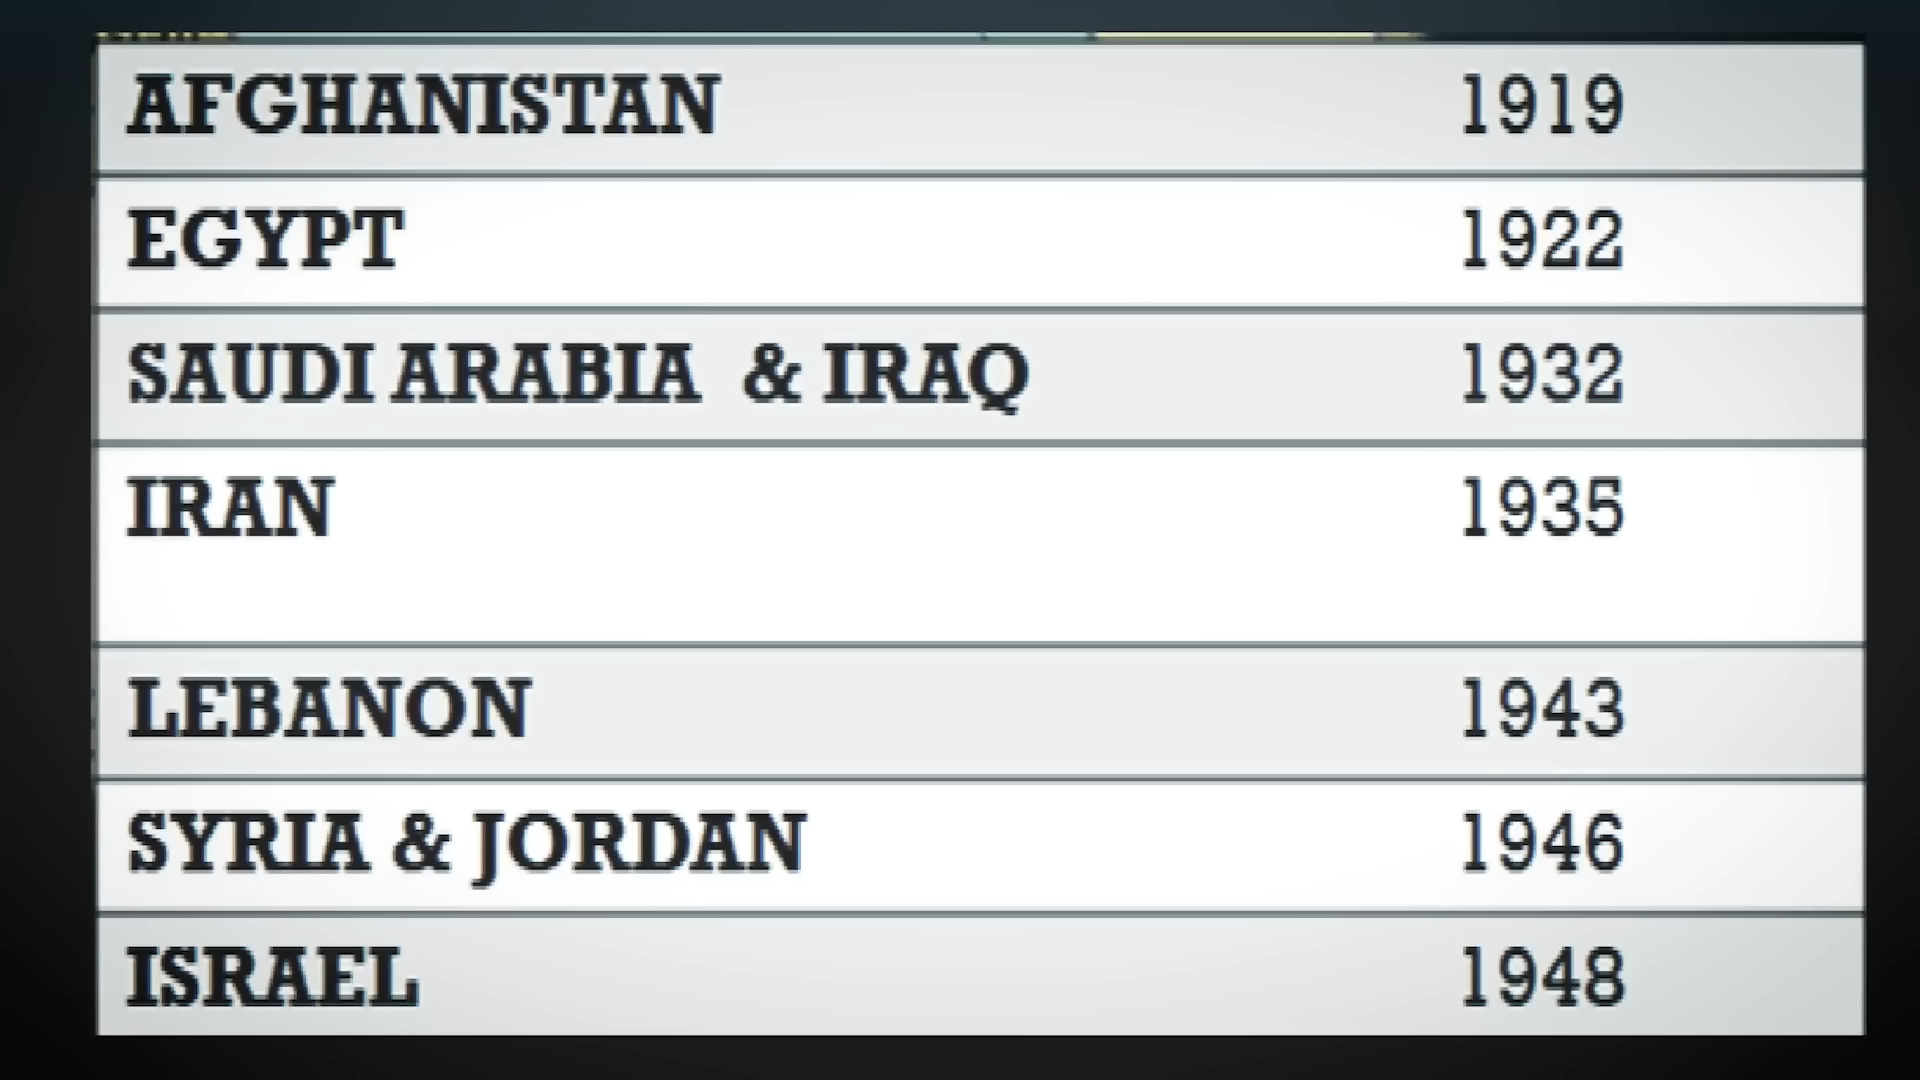 AFGHANISTAN 1919
EGYPT 1922
SAUDI ARABIA & IRAQ 1932
IRAN 1935
LEBANON 1943
SYRIA & JORDAN 1946
ISRAEL 1948